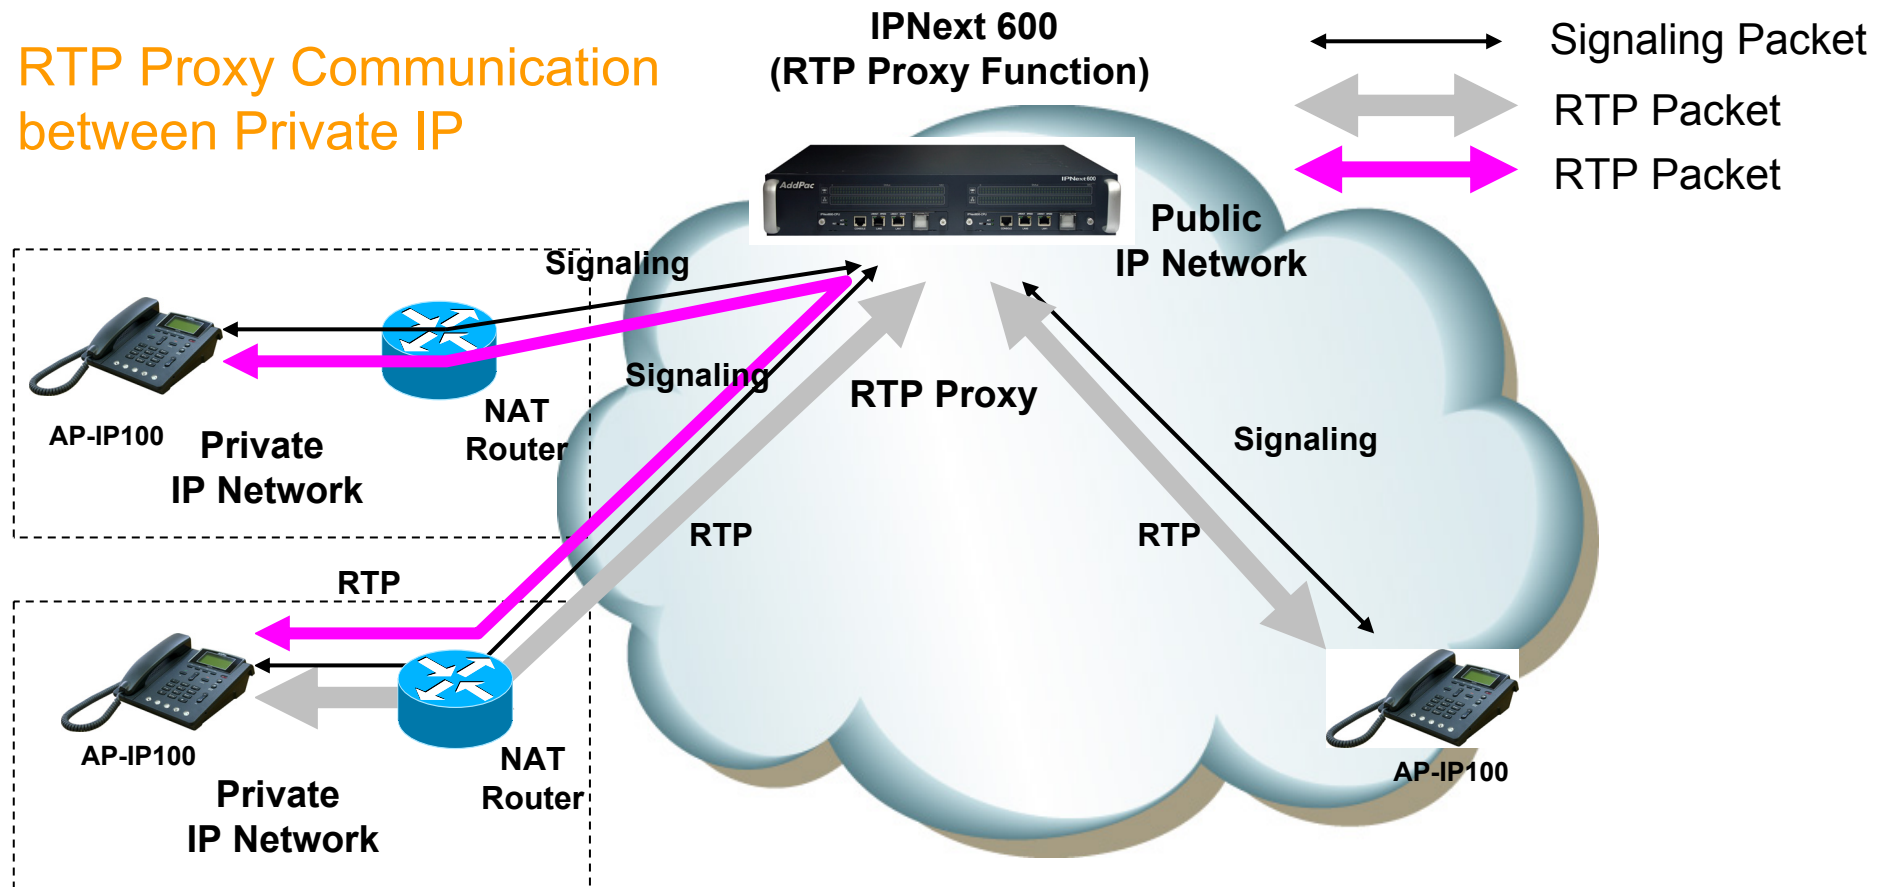 RTP Proxy Communication
between Private IP
IPNext 600
(RTP Proxy Function)
Signaling Packet
RTP Packet
RTP Packet
AddPac
IPNext600
Public
IP Network
Signaling
Signaling
RTP Proxy
NAT
Router
AP-IP100
Private
IP Network
Signaling
RTP
RTP
RTP
AP-IP100
NAT
Router
Private
IP Network
AP-IP100